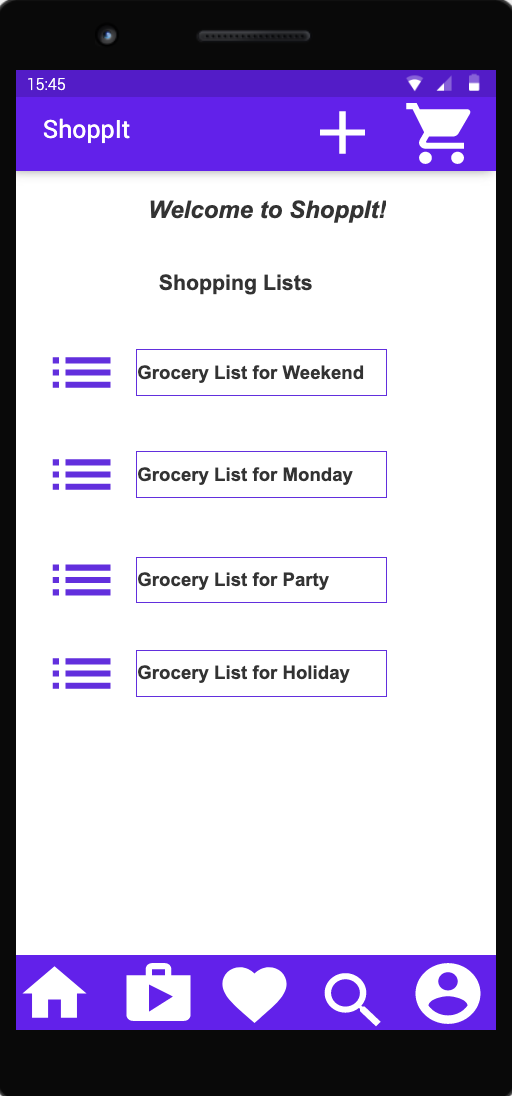 15:45
ShoppIt
Welcome to ShoppIt!
Shopping Lists
Grocery List for Weekend
Grocery List for Monday
Grocery List for Party
Grocery List for Holiday